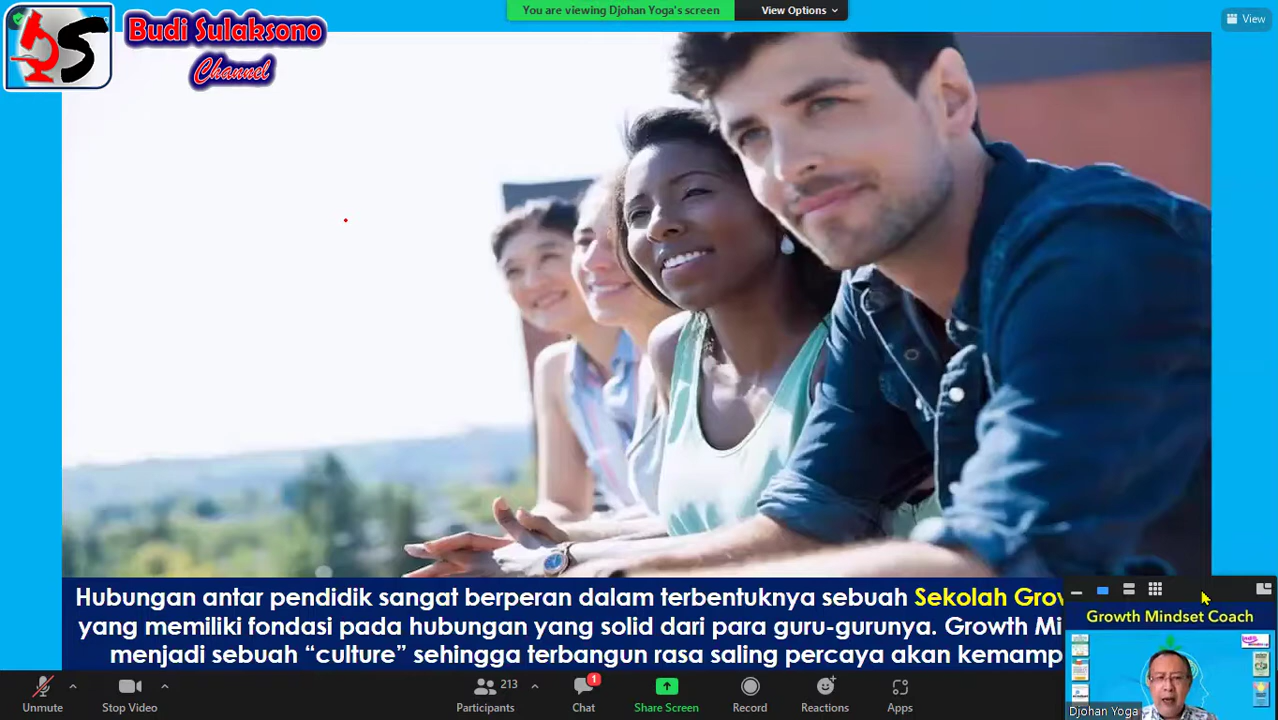 You are viewing Djohan Yoga's screen
View Options
View
S
Budi Sulaksono
Channel
Hubungan antar pendidik sangat berperan dalam terbentuknya sebuah Sekolah
yang memiliki fondasi pada hubungan yang solid dari para guru-gurunya. Growth
menjadi sebuah “culture” sehingga terbangun rasa saling percaya akan
Growth Mindset Coach
Djohan Yoga
Unmute
Stop Video
213
Participants
1
Chat
Share Screen
Record
Reactions
Apps